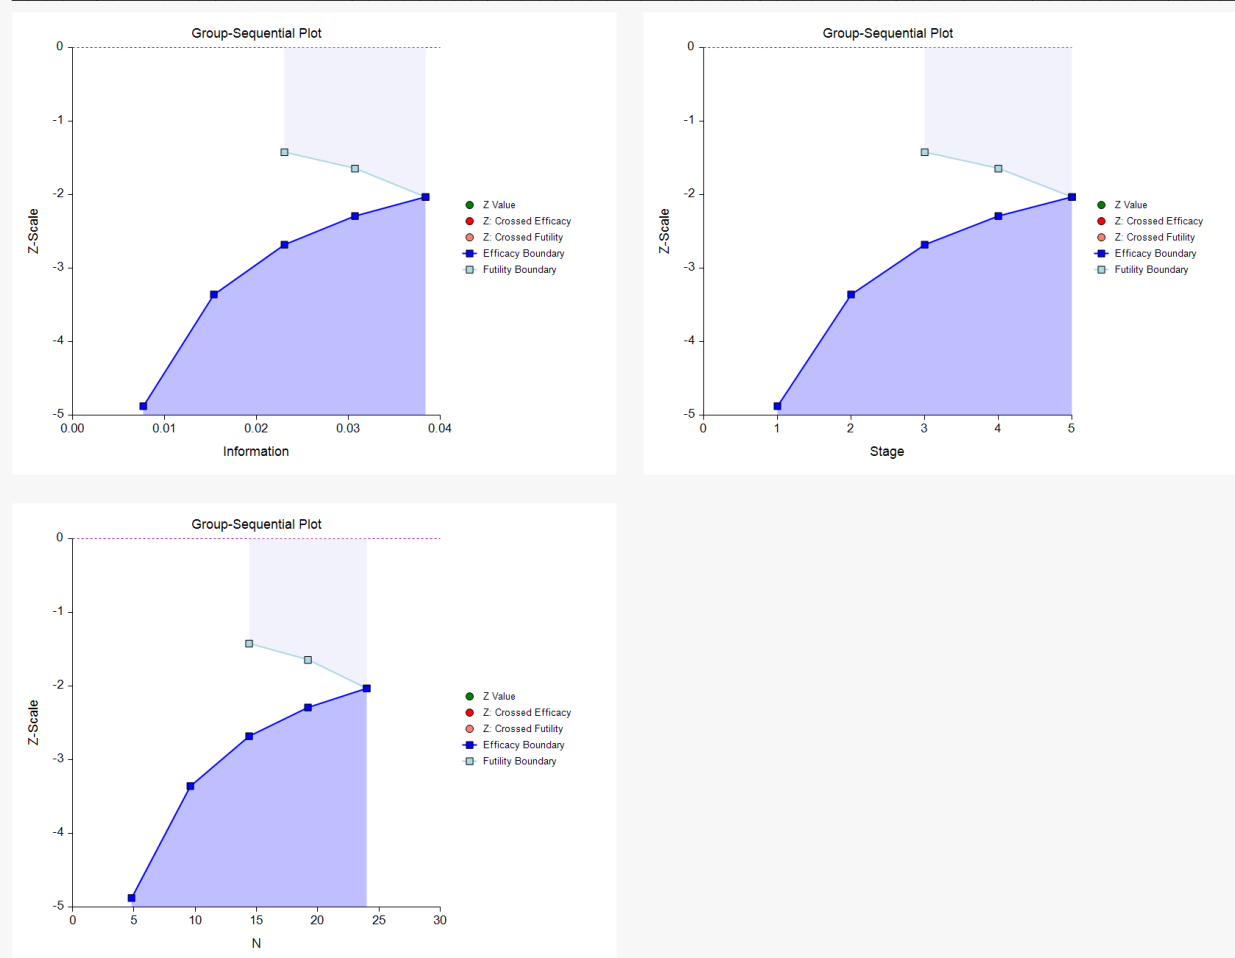 Group-Sequential Plot
0
-1
-2
-3
-4
-5
Z-Scale
0.00 0.01 0.02 0.03 0.04
Information
Z Value
Z: Crossed Efficacy
Z: Crossed Futility
Efficacy Boundary
Futility Boundary
Group-Sequential Plot
0
-1
-2
-3
-4
-5
Z-Scale
0 1 2 3 4 5
Stage
Z Value
Z: Crossed Efficacy
Z: Crossed Futility
Efficacy Boundary
Futility Boundary
Group-Sequential Plot
0
-1
-2
-3
-4
-5
Z-Scale
0 5 10 15 20 25 30
N
Z Value
Z: Crossed Efficacy
Z: Crossed Futility
Efficacy Boundary
Futility Boundary